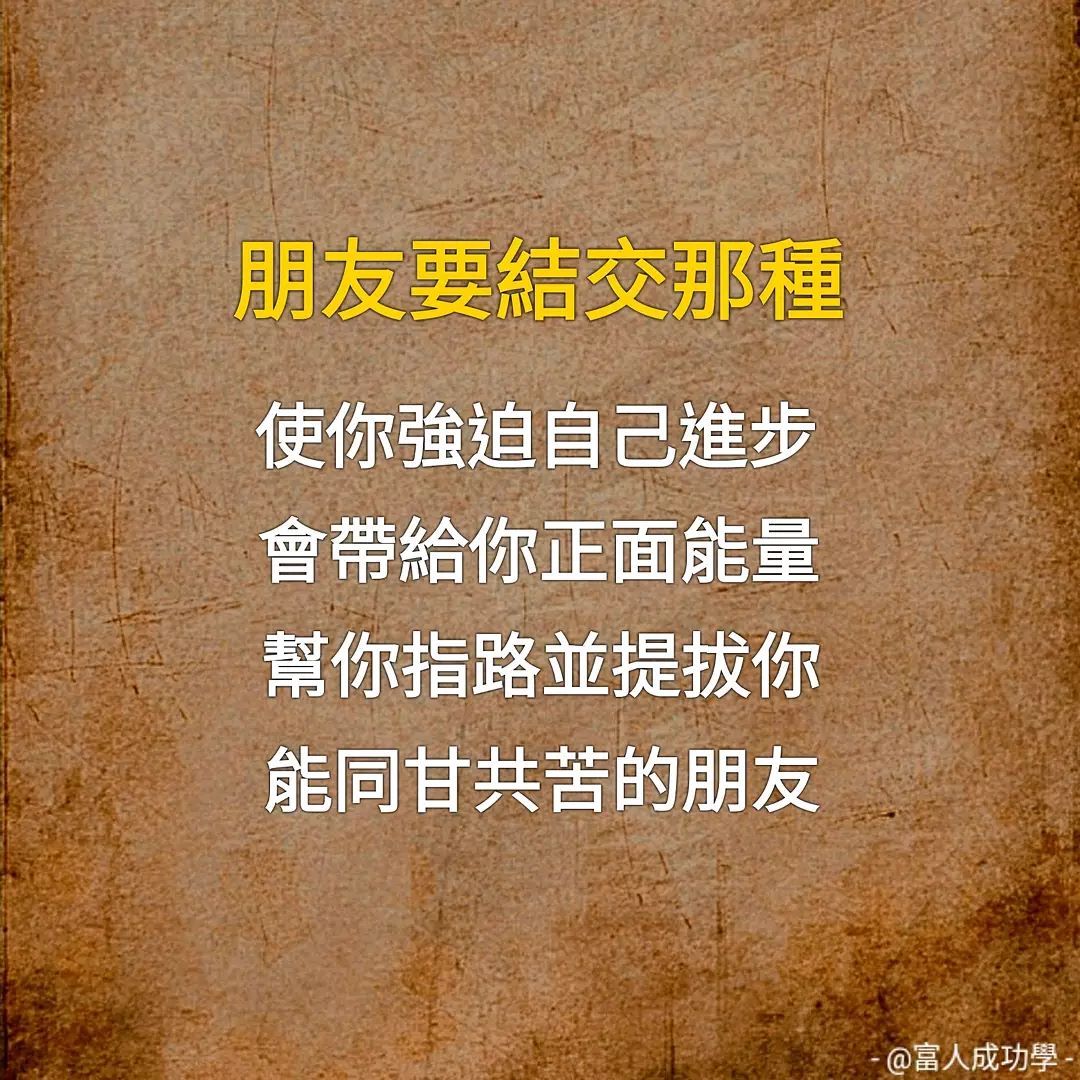 朋友要結交那種
使你強迫自己進步
會帶給你正面能量
幫你指路並提拔你
能同甘共苦的朋友
- @富人成功學 -